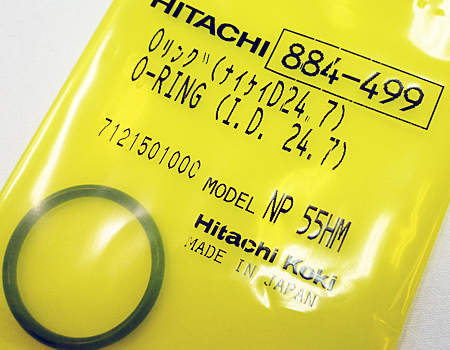 HITACHI 884-499
Oリング(ナイケイD24.7)
O-RING (I.D. 24.7)
712150100C MODEL NP 55HM
Hitachi Koki
MADE IN JAPAN